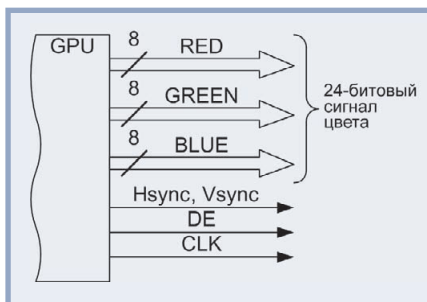 GPU
8
RED
8
GREEN
8
BLUE
24-битовый
сигнал
цвета
Hsync, Vsync
DE
CLK